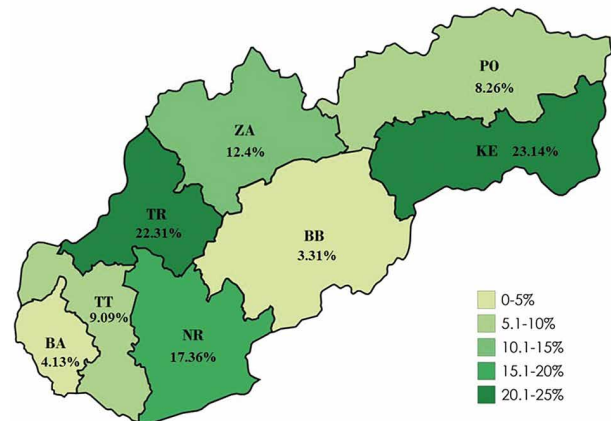 PO
8.26%
ZA
12.4%
KE 23.14%
TR
22.31%
BB
3.31%
TT
9.09%
NR
17.36%
BA
4.13%
0-5%
5.1-10%
10.1-15%
15.1-20%
20.1-25%